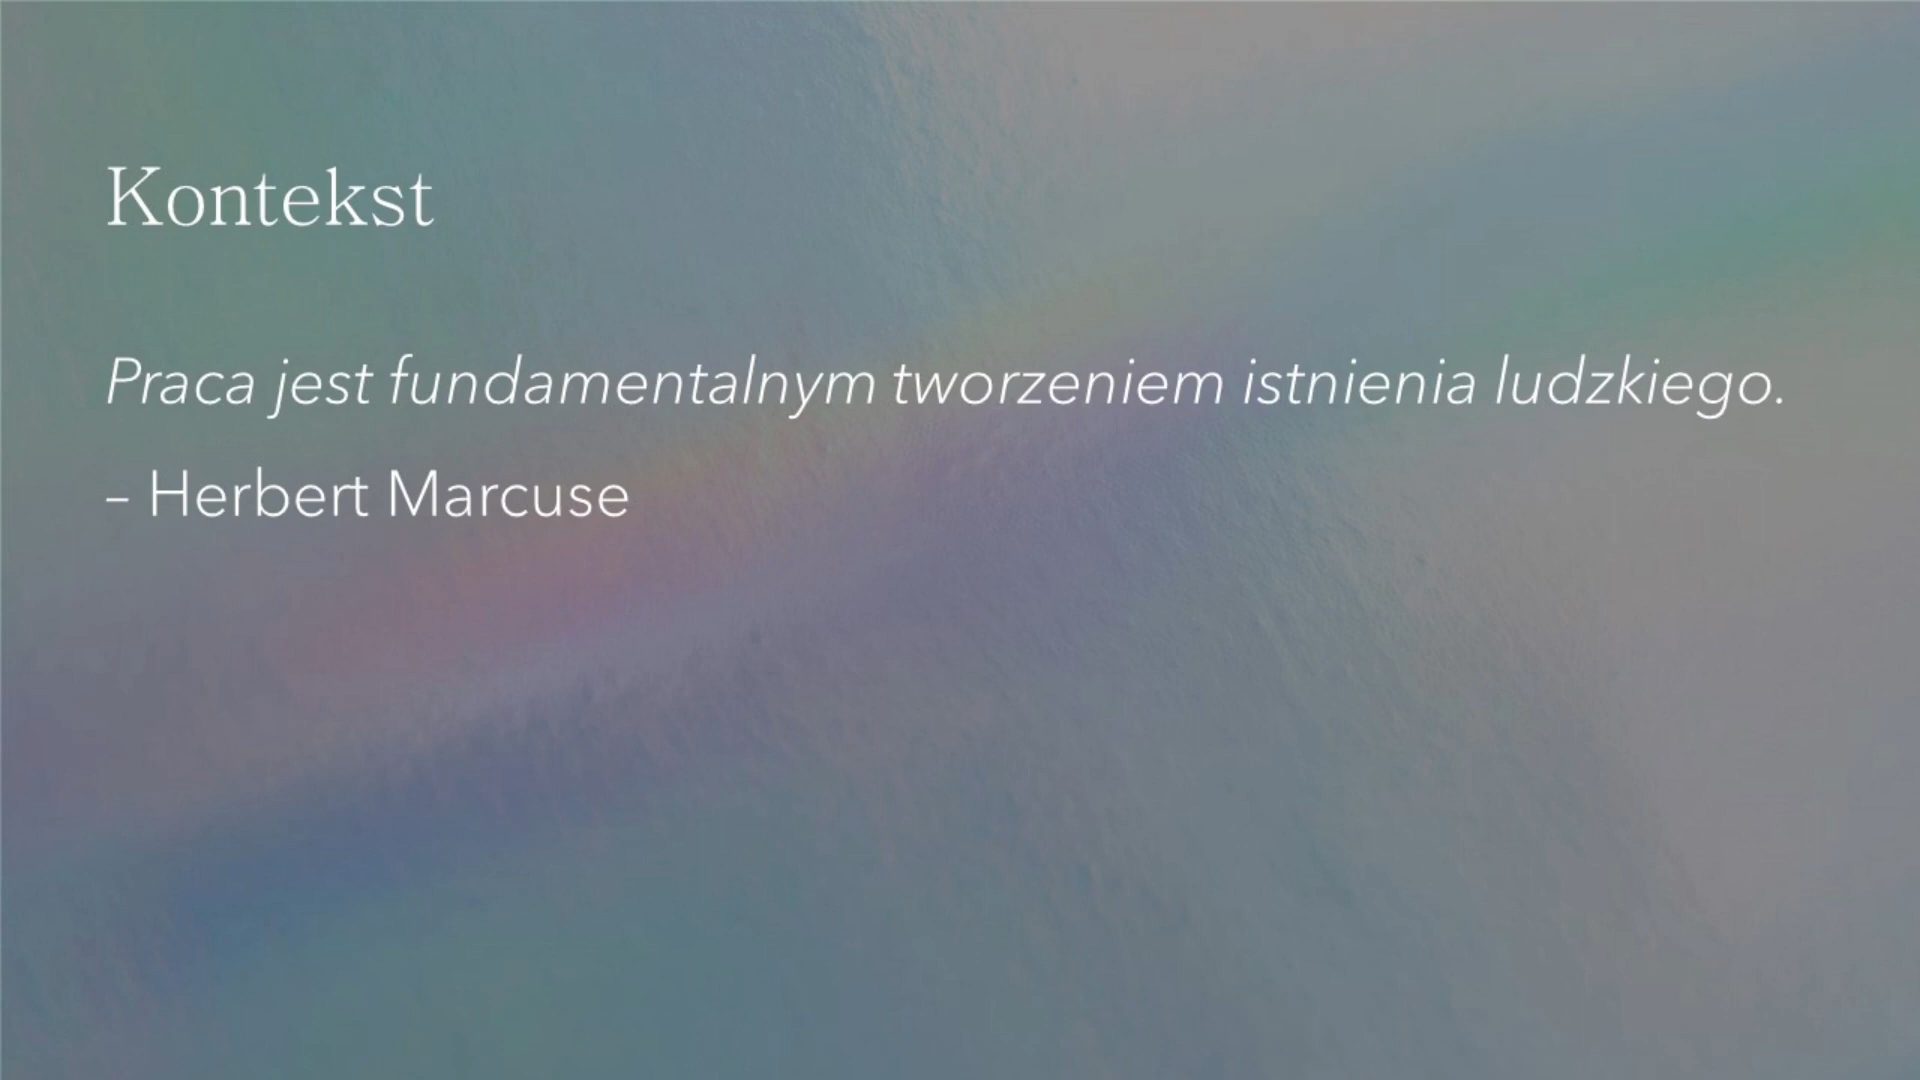 Kontekst
Praca jest fundamentalnym tworzeniem istnienia ludzkiego.
– Herbert Marcuse